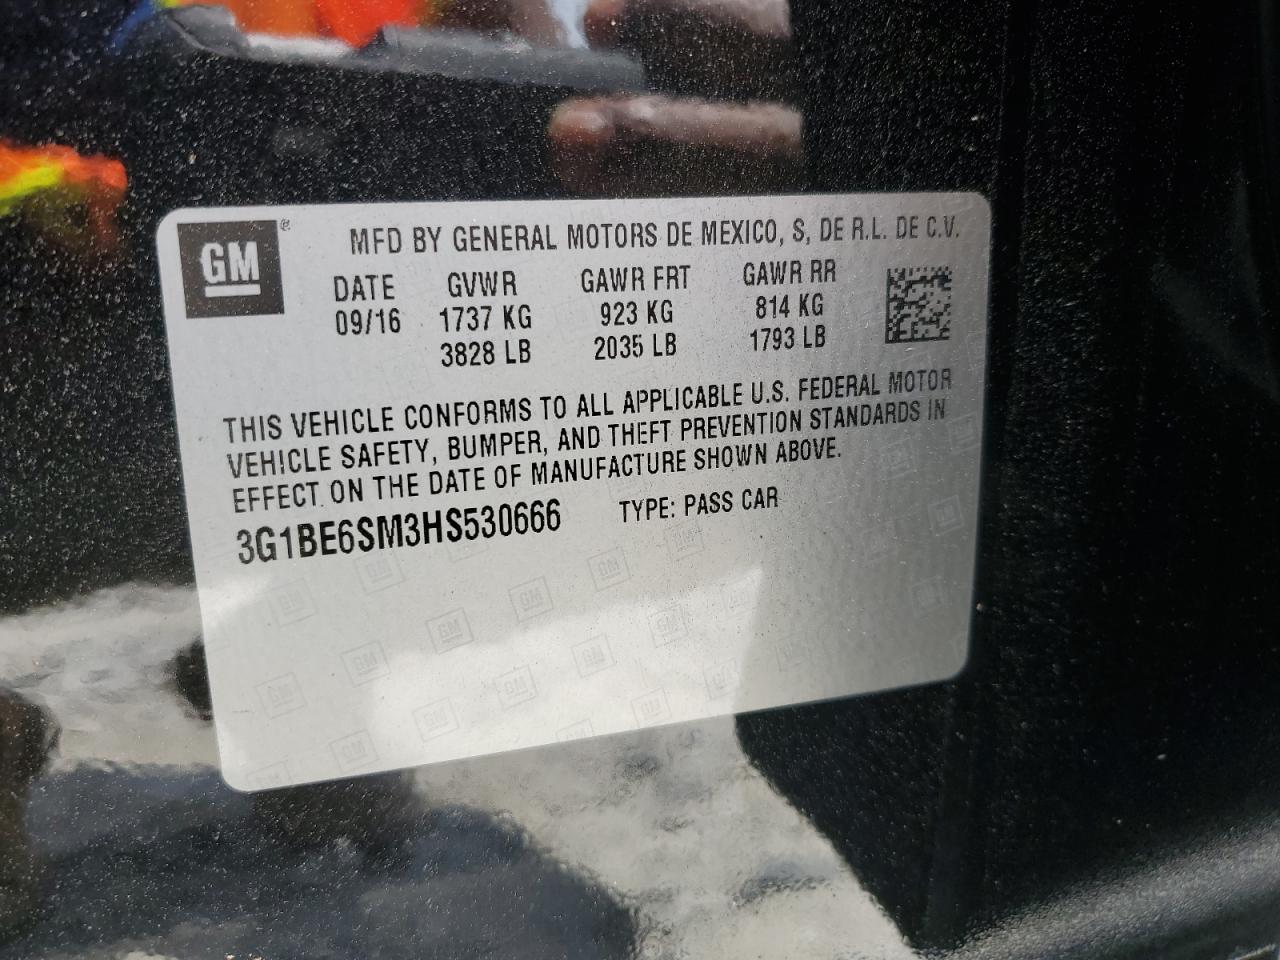 GM ®
MFD BY GENERAL MOTORS DE MEXICO, S, DE R.L. DE C.V.
DATE GVWR GAWR FRT GAWR RR
09/16 1737 KG 923 KG 814 KG
3828 LB 2035 LB 1793 LB
THIS VEHICLE CONFORMS TO ALL APPLICABLE U.S. FEDERAL MOTOR
VEHICLE SAFETY, BUMPER, AND THEFT PREVENTION STANDARDS IN
EFFECT ON THE DATE OF MANUFACTURE SHOWN ABOVE.
3G1BE6SM3HS530666 TYPE: PASS CAR